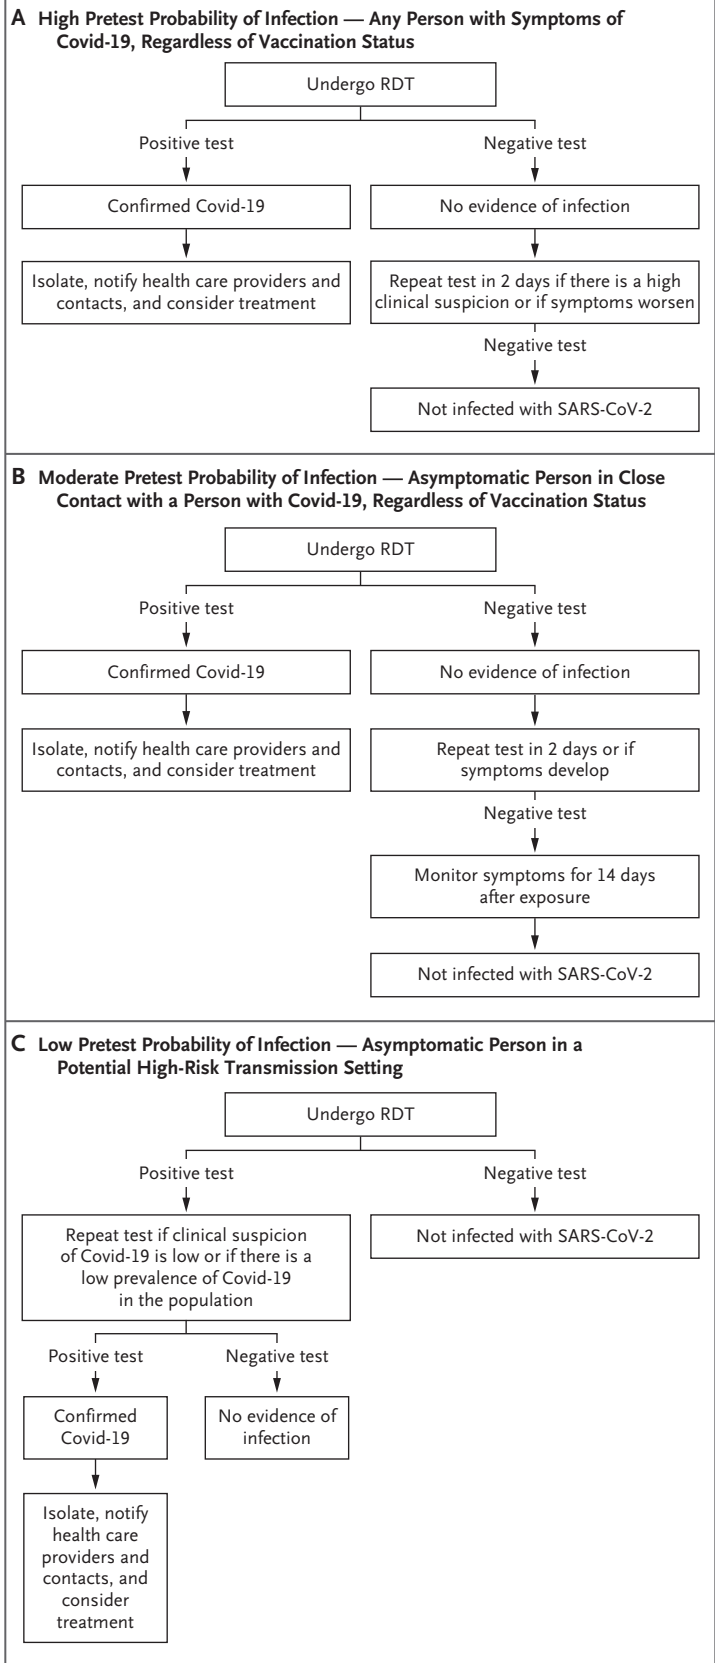 A High Pretest Probability of Infection — Any Person with Symptoms of
Covid-19, Regardless of Vaccination Status
Undergo RDT
Positive test
Negative test
Confirmed Covid-19
No evidence of infection
Isolate, notify health care providers and
contacts, and consider treatment
Repeat test in 2 days if there is a high
clinical suspicion or if symptoms worsen
Negative test
Not infected with SARS-CoV-2
B Moderate Pretest Probability of Infection — Asymptomatic Person in Close
Contact with a Person with Covid-19, Regardless of Vaccination Status
Undergo RDT
Positive test
Negative test
Confirmed Covid-19
No evidence of infection
Isolate, notify health care providers and
contacts, and consider treatment
Repeat test in 2 days or if
symptoms develop
Negative test
Monitor symptoms for 14 days
after exposure
Not infected with SARS-CoV-2
C Low Pretest Probability of Infection — Asymptomatic Person in a
Potential High-Risk Transmission Setting
Undergo RDT
Positive test
Negative test
Repeat test if clinical suspicion
of Covid-19 is low or if there is a
low prevalence of Covid-19
in the population
Not infected with SARS-CoV-2
Positive test
Negative test
Confirmed
Covid-19
No evidence of
infection
Isolate, notify
health care
providers and
contacts, and
consider
treatment